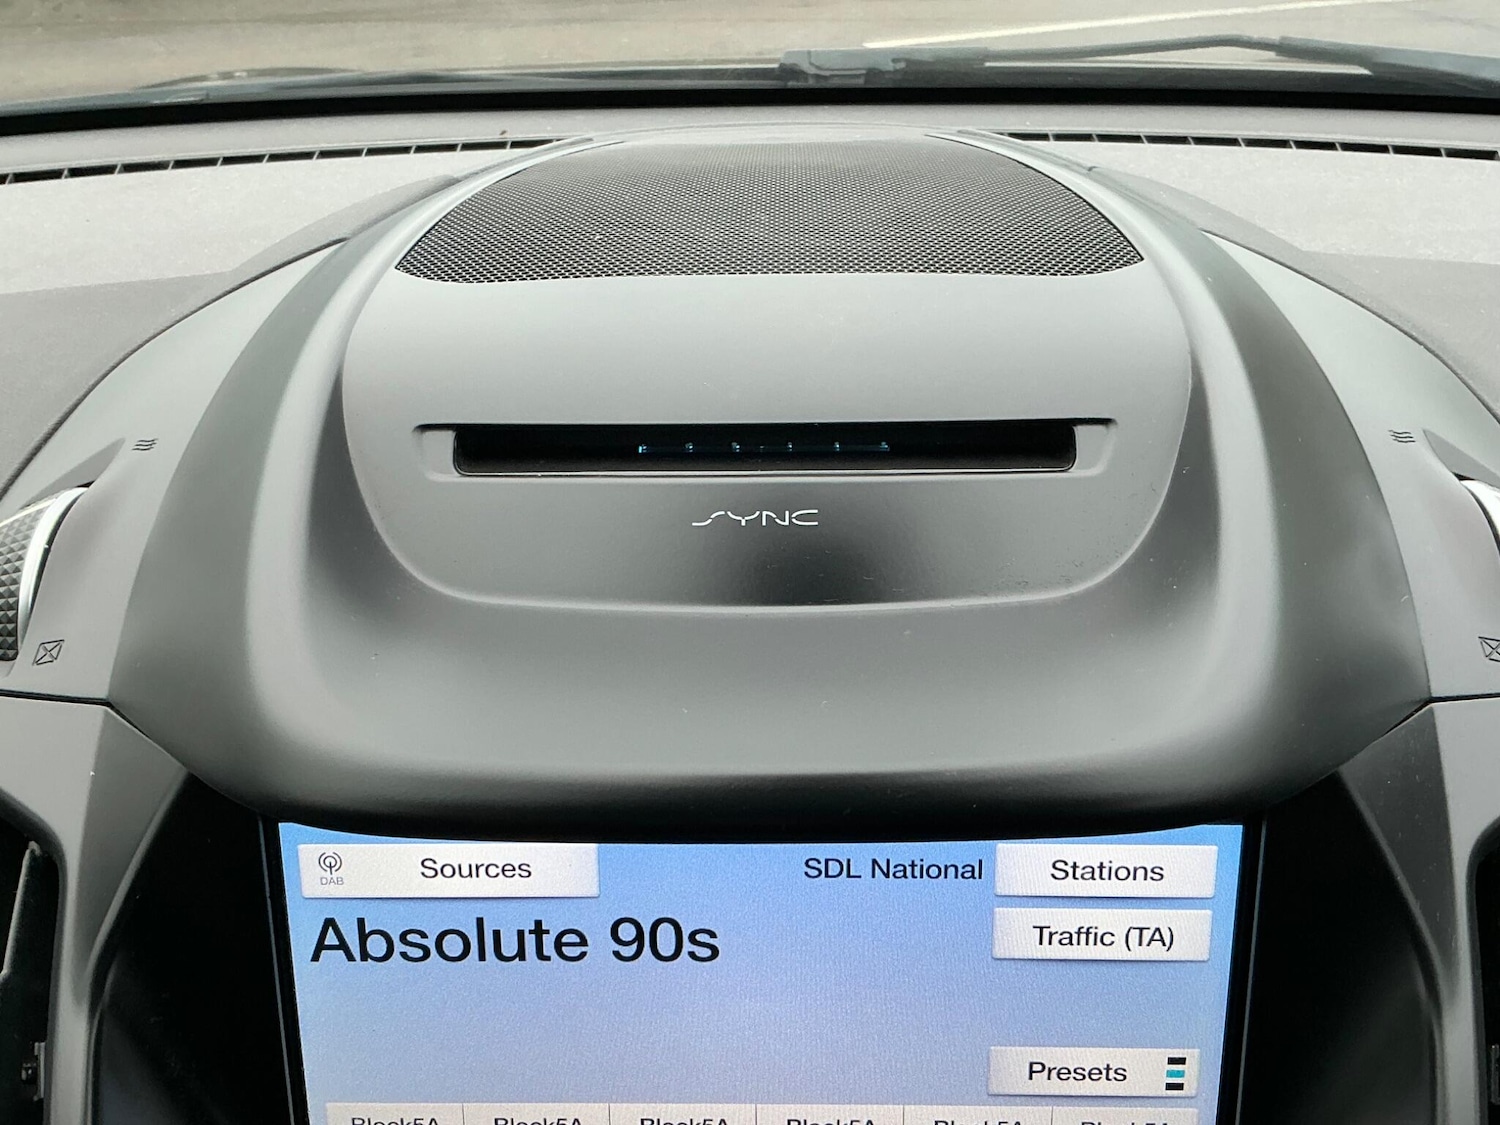 SYNC
DAB
Sources
SDL National
Stations
Absolute 90s
Traffic (TA)
Presets